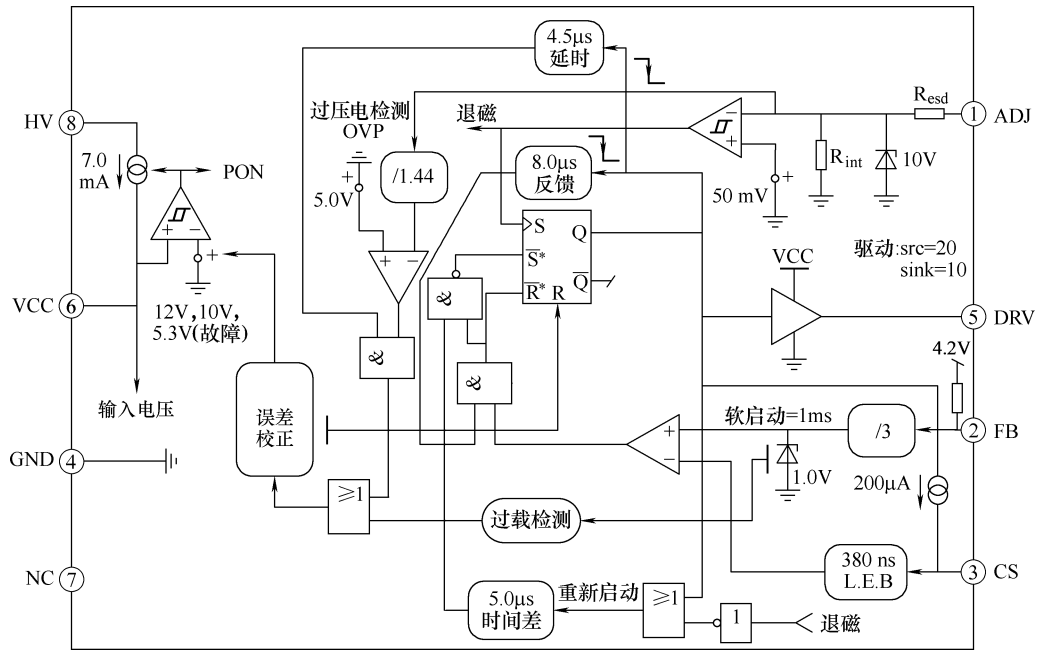 4.5μs
延时
HV
8
7.0
mA
PON
过压电检测
OVP
5.0V
/1.44
退磁
8.0μs
反馈
Rint
10V
Resd
1
ADJ
50 mV
S
Q
S*
Q
R* R
&
&
&
VCC
驱动:src=20
sink=10
VCC
6
12V,10V,
5.3V(故障)
5
DRV
4.2V
输入电压
误差
校正
软启动=1ms
/3
2
FB
GND
4
1.0V
200μA
≥1
过载检测
NC
7
380 ns
L.E.B
3
CS
5.0μs
时间差
重新启动
≥1
1
退磁